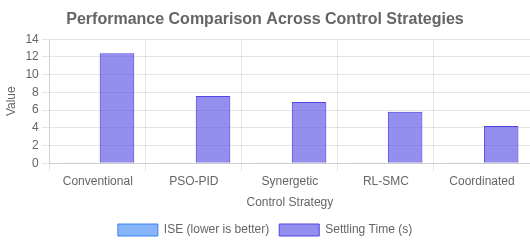 Performance Comparison Across Control Strategies
14
12
10
8
6
4
2
0
Value
Conventional PSO-PID Synergetic RL-SMC Coordinated
Control Strategy
ISE (lower is better) Settling Time (s)